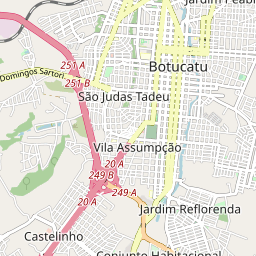 Jardim Peabi
251 A
Botucatu
Domingos Sartori
251 B
São Judas Tadeu
Vila Assumpção
20 A
249 B
249 A
20 A
Jardim Reflorenda
Castelinho
Conjunto Habitacional